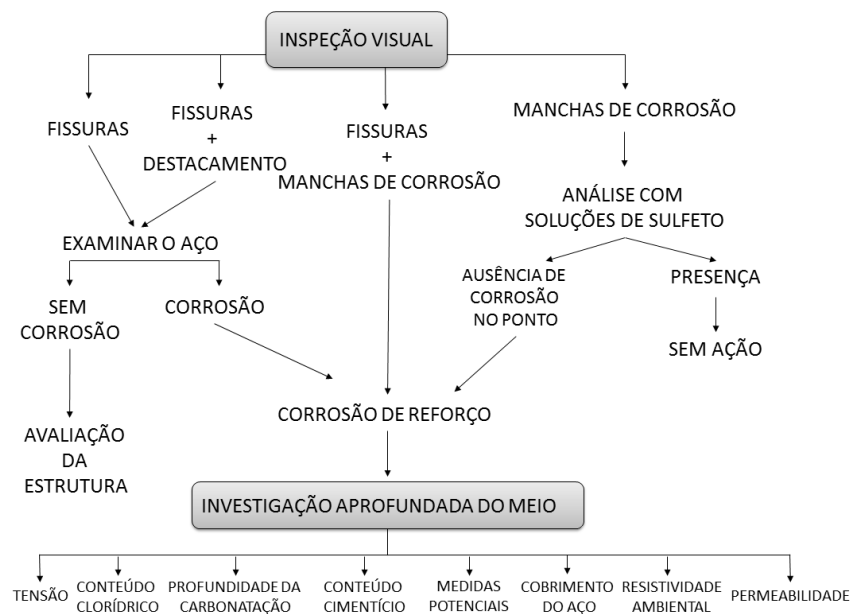 INSPEÇÃO VISUAL
FISSURAS
FISSURAS
+
DESTACAMENTO
FISSURAS
+
MANCHAS DE CORROSÃO
MANCHAS DE CORROSÃO
ANÁLISE COM
SOLUÇÕES DE SULFETO
EXAMINAR O AÇO
SEM
CORROSÃO
CORROSÃO
AUSÊNCIA DE
CORROSÃO
NO PONTO
PRESENÇA
SEM AÇÃO
AVALIAÇÃO
DA
ESTRUTURA
CORROSÃO DE REFORÇO
INVESTIGAÇÃO APROFUNDADA DO MEIO
TENSÃO
CONTEÚDO
CLORÍDRICO
PROFUNDIDADE DA
CARBONATAÇÃO
CONTEÚDO
CIMENTÍCIO
MEDIDAS
POTENCIAIS
COBRIMENTO
DO AÇO
RESISTIVIDADE
AMBIENTAL
PERMEABILIDADE